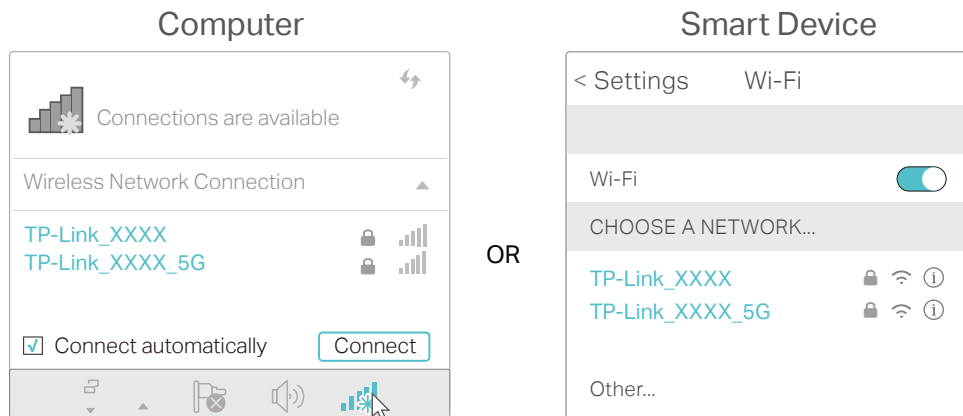 Computer
Connections are available
Wireless Network Connection
TP-Link_XXXX
TP-Link_XXXX_5G
Connect automatically
Connect
OR
Smart Device
< Settings Wi-Fi
Wi-Fi
CHOOSE A NETWORK...
TP-Link_XXXX
TP-Link_XXXX_5G
Other...